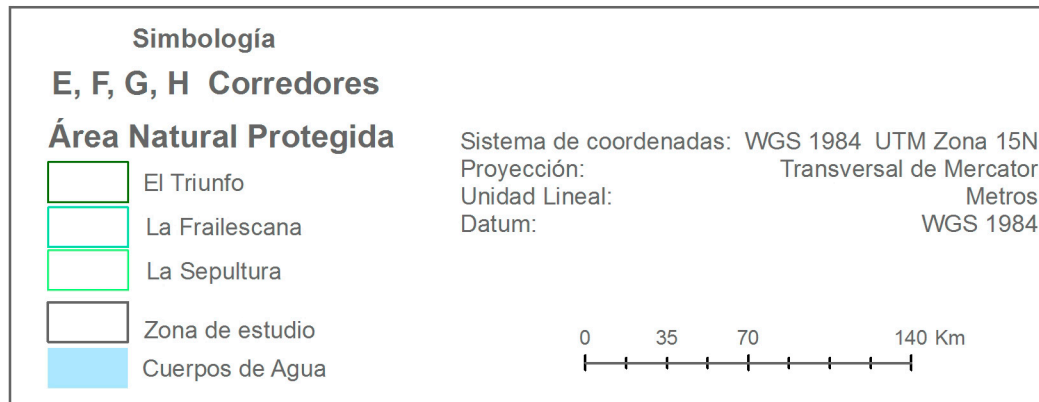 Simbología
E, F, G, H Corredores
Área Natural Protegida
El Triunfo
La Frailescana
La Sepultura
Zona de estudio
Cuerpos de Agua
Sistema de coordenadas: WGS 1984 UTM Zona 15N
Proyección: Transversal de Mercator
Unidad Lineal: Metros
Datum: WGS 1984
0 35 70 140 Km